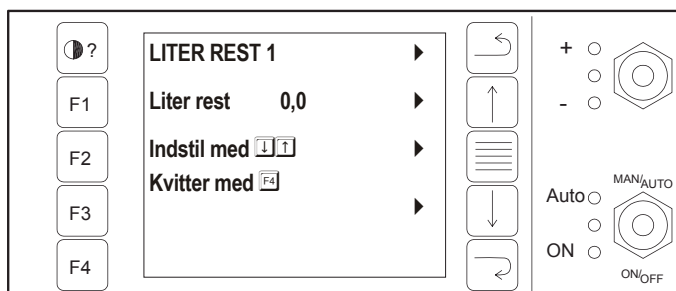 ?
F1
F2
F3
F4
LITER REST 1
Liter rest 0,0
Indstil med ↓ ↑
Kvitter med F4
+
-
MAN/AUTO
Auto
ON
ON/OFF